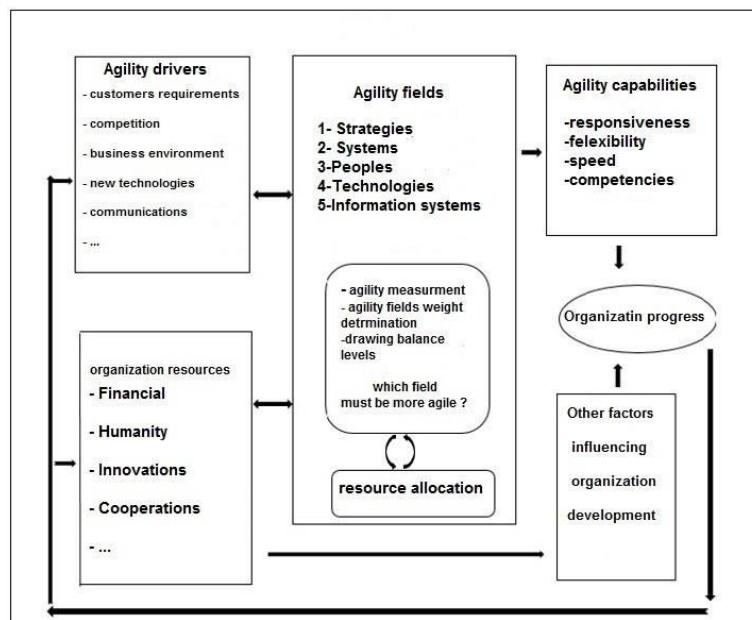 Agility drivers
- customers requirements
- competition
- business environment
- new technologies
- communications
- ...
Agility fields
1- Strategies
2- Systems
3-Peoples
4-Technologies
5-Information systems
- agility measurment
- agility fields weight
detrmination
-drawing balance
levels
which field
must be more agile ?
resource allocation
Agility capabilities
-responsiveness
-felexibility
-speed
-competencies
Organizatin progress
organization resources
- Financial
- Humanity
- Innovations
- Cooperations
- ...
Other factors
influencing
organization
development